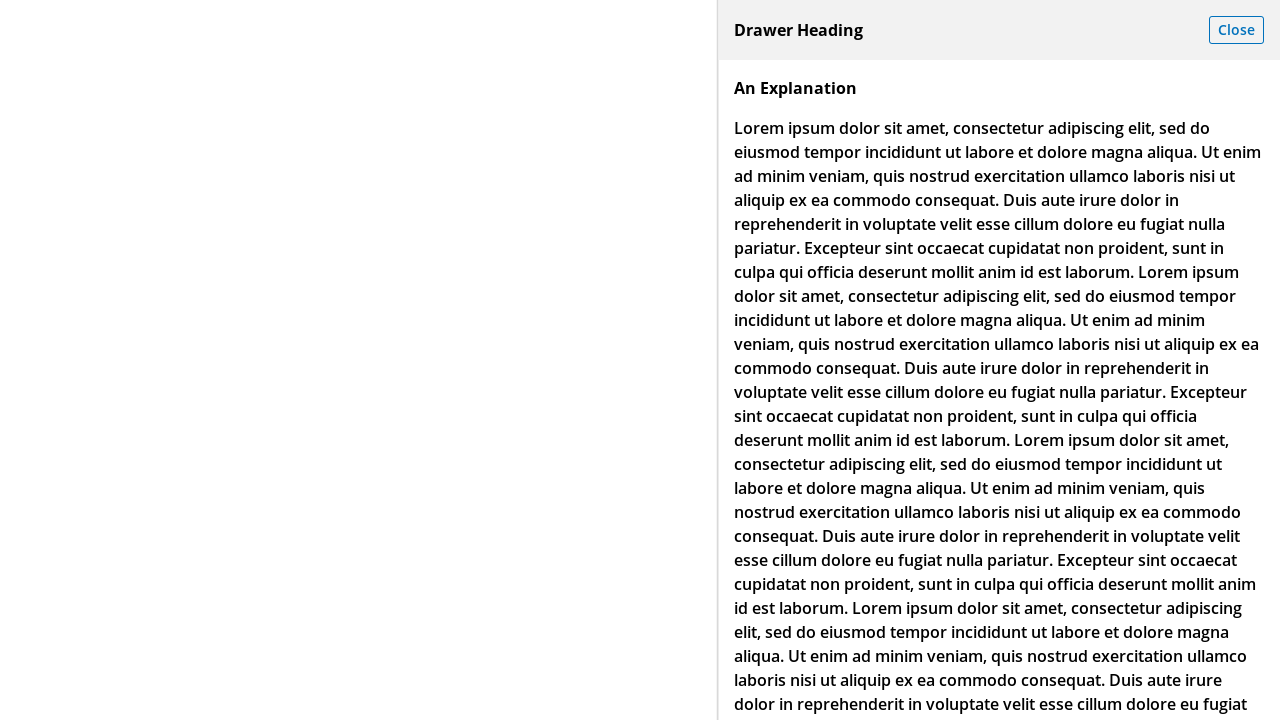 Drawer Heading
Close
An Explanation
Lorem ipsum dolor sit amet, consectetur adipiscing elit, sed do
eiusmod tempor incididunt ut labore et dolore magna aliqua. Ut enim
ad minim veniam, quis nostrud exercitation ullamco laboris nisi ut
aliquip ex ea commodo consequat. Duis aute irure dolor in
reprehenderit in voluptate velit esse cillum dolore eu fugiat nulla
pariatur. Excepteur sint occaecat cupidatat non proident, sunt in
culpa qui officia deserunt mollit anim id est laborum. Lorem ipsum
dolor sit amet, consectetur adipiscing elit, sed do eiusmod tempor
incididunt ut labore et dolore magna aliqua. Ut enim ad minim
veniam, quis nostrud exercitation ullamco laboris nisi ut aliquip ex ea
commodo consequat. Duis aute irure dolor in reprehenderit in
voluptate velit esse cillum dolore eu fugiat nulla pariatur. Excepteur
sint occaecat cupidatat non proident, sunt in culpa qui officia
deserunt mollit anim id est laborum. Lorem ipsum dolor sit amet,
consectetur adipiscing elit, sed do eiusmod tempor incididunt ut
labore et dolore magna aliqua. Ut enim ad minim veniam, quis
nostrud exercitation ullamco laboris nisi ut aliquip ex ea commodo
consequat. Duis aute irure dolor in reprehenderit in voluptate velit
esse cillum dolore eu fugiat nulla pariatur. Excepteur sint occaecat
cupidatat non proident, sunt in culpa qui officia deserunt mollit anim
id est laborum. Lorem ipsum dolor sit amet, consectetur adipiscing
elit, sed do eiusmod tempor incididunt ut labore et dolore magna
aliqua. Ut enim ad minim veniam, quis nostrud exercitation ullamco
laboris nisi ut aliquip ex ea commodo consequat. Duis aute irure
dolor in reprehenderit in voluptate velit esse cillum dolore eu fugiat